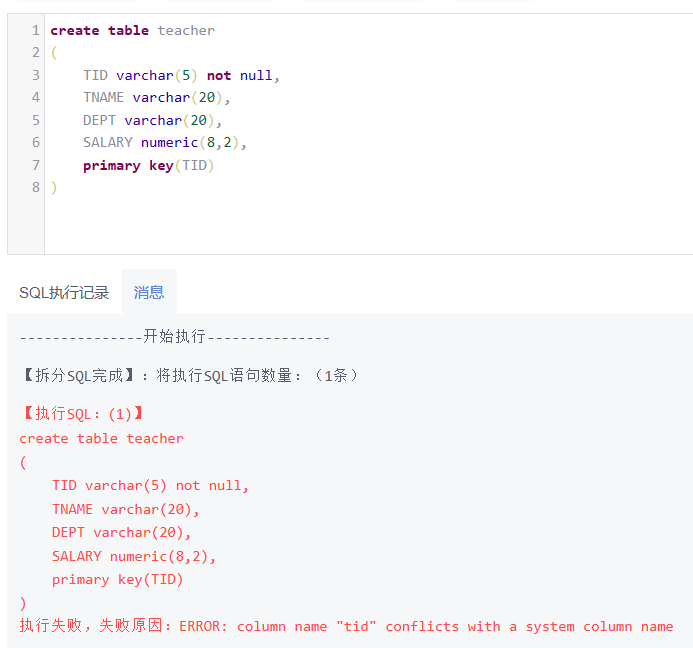 1 create table teacher
2 (
3 TID varchar(5) not null,
4 TNAME varchar(20),
5 DEPT varchar(20),
6 SALARY numeric(8,2),
7 primary key(TID)
8 )
SQL执行记录 消息
---------------开始执行---------------
【拆分SQL完成】：将执行SQL语句数量：（1条）
【执行SQL：(1)】
create table teacher
(
TID varchar(5) not null,
TNAME varchar(20),
DEPT varchar(20),
SALARY numeric(8,2),
primary key(TID)
)
执行失败，失败原因：ERROR: column name "tid" conflicts with a system column name